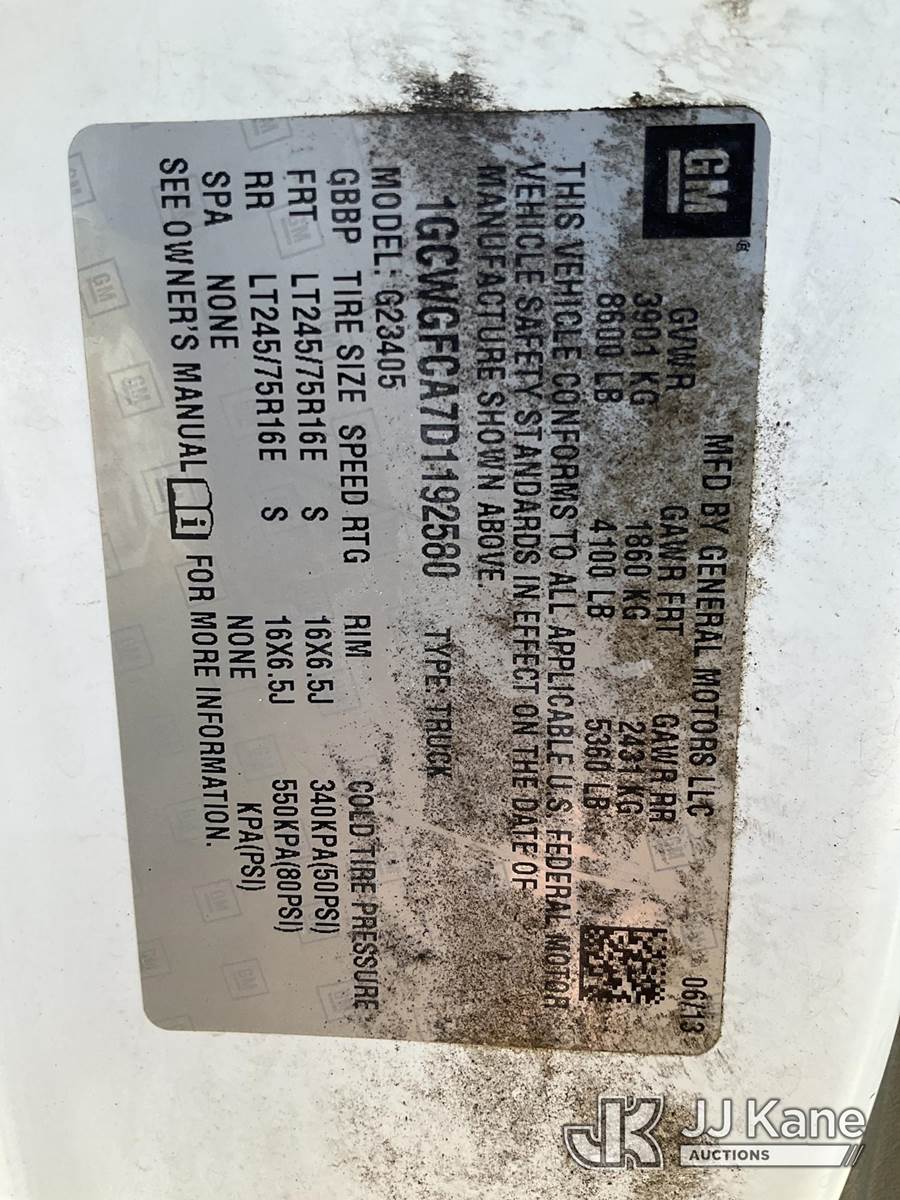 GM
MFD BY GENERAL MOTORS LLC 06/13
GVWR GAWR FRT GAWR RR
3901 KG 1860 KG 2431 KG
8600 LB 4100 LB 5360 LB
THIS VEHICLE CONFORMS TO ALL APPLICABLE U.S. FEDERAL MOTOR
VEHICLE SAFETY STANDARDS IN EFFECT ON THE DATE OF
MANUFACTURE SHOWN ABOVE.
1GCWGFCA7D1192580 TYPE: TRUCK
MODEL: G23405
GBBP TIRE SIZE SPEED RTG RIM COLD TIRE PRESSURE
FRT LT245/75R16E S 16X6.5J 340KPA(50PSI)
RR LT245/75R16E S 16X6.5J 550KPA(80PSI)
SPA NONE NONE KPA(PSI)
SEE OWNER'S MANUAL i FOR MORE INFORMATION.
JK JJ Kane
AUCTIONS